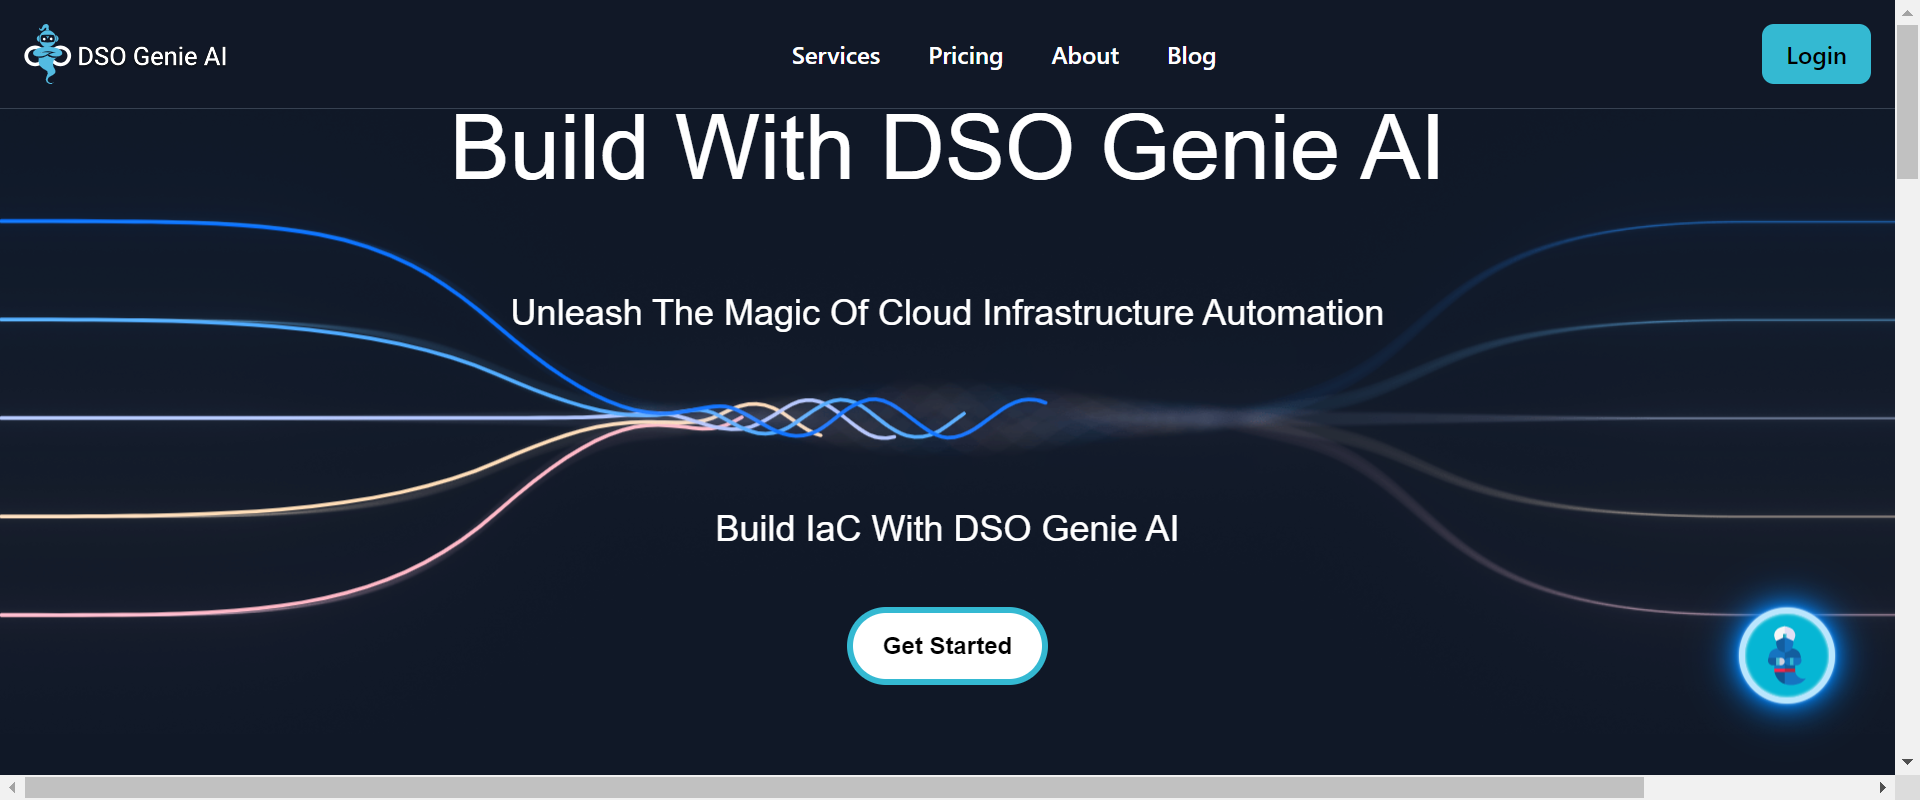 DSO Genie AI
Services
Pricing
About
Blog
Login
Build With DSO Genie AI
Unleash The Magic Of Cloud Infrastructure Automation
Build IaC With DSO Genie AI
Get Started